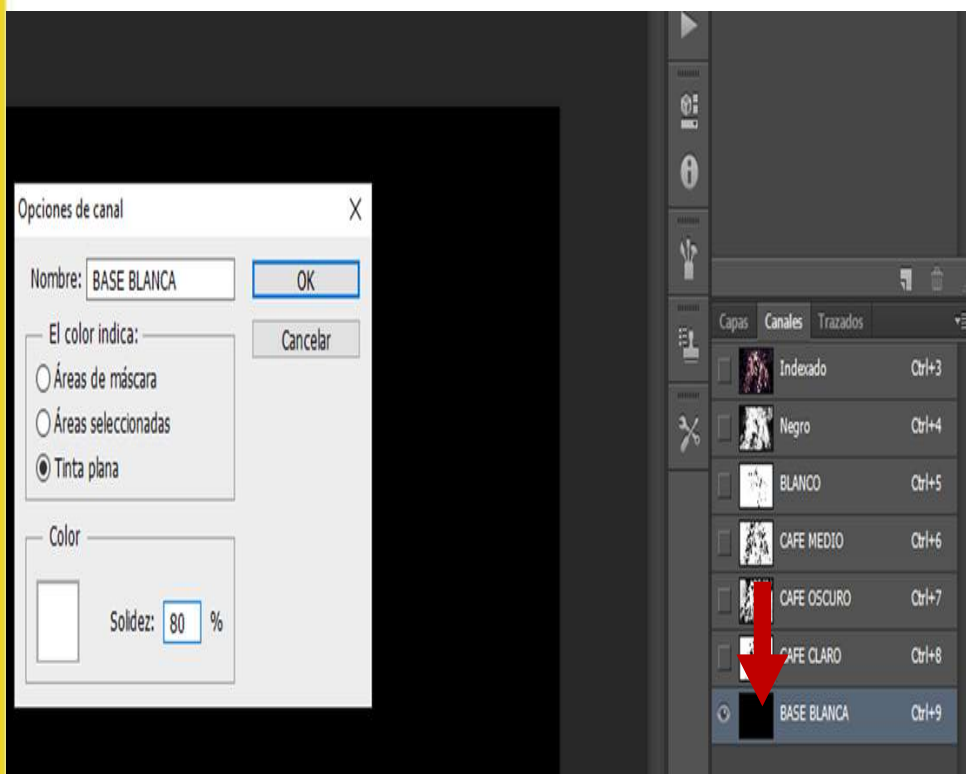 Opciones de canal
Nombre: BASE BLANCA
OK
El color indica:
Cancelar
Áreas de máscara
Áreas seleccionadas
Tinta plana
Color
Solidez: 80 %
Capas Canales Trazados
Indexado Ctrl+3
Negro Ctrl+4
BLANCO Ctrl+5
CAFE MEDIO Ctrl+6
CAFE OSCURO Ctrl+7
CAFE CLARO Ctrl+8
BASE BLANCA Ctrl+9